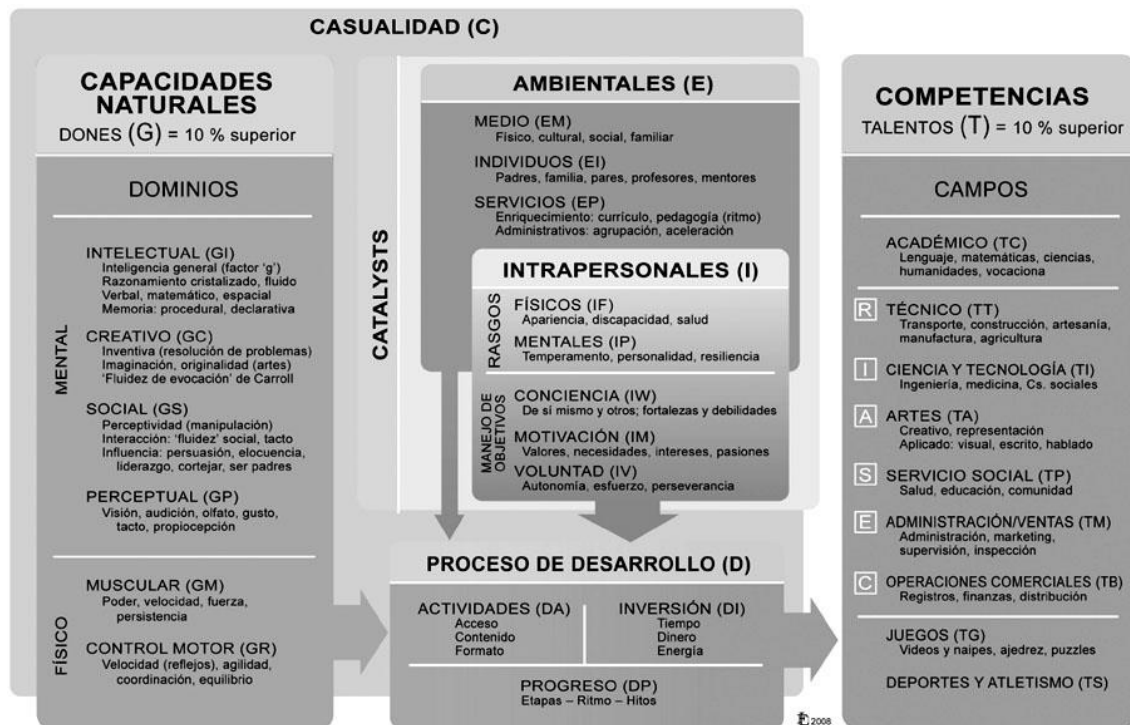 CASUALIDAD (C)
CAPACIDADES
NATURALES
DONES (G) = 10 % superior
DOMINIOS
MENTAL
INTELECTUAL (GI)
Inteligencia general (factor ‘g’)
Razonamiento cristalizado, fluido
Verbal, matemático, espacial
Memoria: procedural, declarativa
CREATIVO (GC)
Inventiva (resolución de problemas)
Imaginación, originalidad (artes)
‘Fluidez de evocación’ de Carroll
SOCIAL (GS)
Perceptividad (manipulación)
Interacción: ‘fluidez’ social, tacto
Influencia: persuasión, elocuencia,
liderazgo, cortejar, ser padres
PERCEPTUAL (GP)
Visión, audición, olfato, gusto,
tacto, propiocepción
FÍSICO
MUSCULAR (GM)
Poder, velocidad, fuerza,
persistencia
CONTROL MOTOR (GR)
Velocidad (reflejos), agilidad,
coordinación, equilibrio
CATALYSTS
AMBIENTALES (E)
MEDIO (EM)
Físico, cultural, social, familiar
INDIVIDUOS (EI)
Padres, familia, pares, profesores, mentores
SERVICIOS (EP)
Enriquecimiento: currículo, pedagogía (ritmo)
Administrativos: agrupación, aceleración
INTRAPERSONALES (I)
RASGOS
FÍSICOS (IF)
Apariencia, discapacidad, salud
MENTALES (IP)
Temperamento, personalidad, resiliencia
MANEJO DE
OBJETIVOS
CONCIENCIA (IW)
De sí mismo y otros; fortalezas y debilidades
MOTIVACIÓN (IM)
Valores, necesidades, intereses, pasiones
VOLUNTAD (IV)
Autonomía, esfuerzo, perseverancia
PROCESO DE DESARROLLO (D)
ACTIVIDADES (DA)
Acceso
Contenido
Formato
INVERSIÓN (DI)
Tiempo
Dinero
Energía
PROGRESO (DP)
Etapas – Ritmo – Hitos
2008
COMPETENCIAS
TALENTOS (T) = 10 % superior
CAMPOS
ACADÉMICO (TC)
Lenguaje, matemáticas, ciencias,
humanidades, vocaciona
R TÉCNICO (TT)
Transporte, construcción, artesanía,
manufactura, agricultura
I CIENCIA Y TECNOLOGÍA (TI)
Ingeniería, medicina, Cs. sociales
A ARTES (TA)
Creativo, representación
Aplicado: visual, escrito, hablado
S SERVICIO SOCIAL (TP)
Salud, educación, comunidad
E ADMINISTRACIÓN/VENTAS (TM)
Administración, marketing,
supervisión, inspección
C OPERACIONES COMERCIALES (TB)
Registros, finanzas, distribución
JUEGOS (TG)
Videos y naipes, ajedrez, puzzles
DEPORTES Y ATLETISMO (TS)